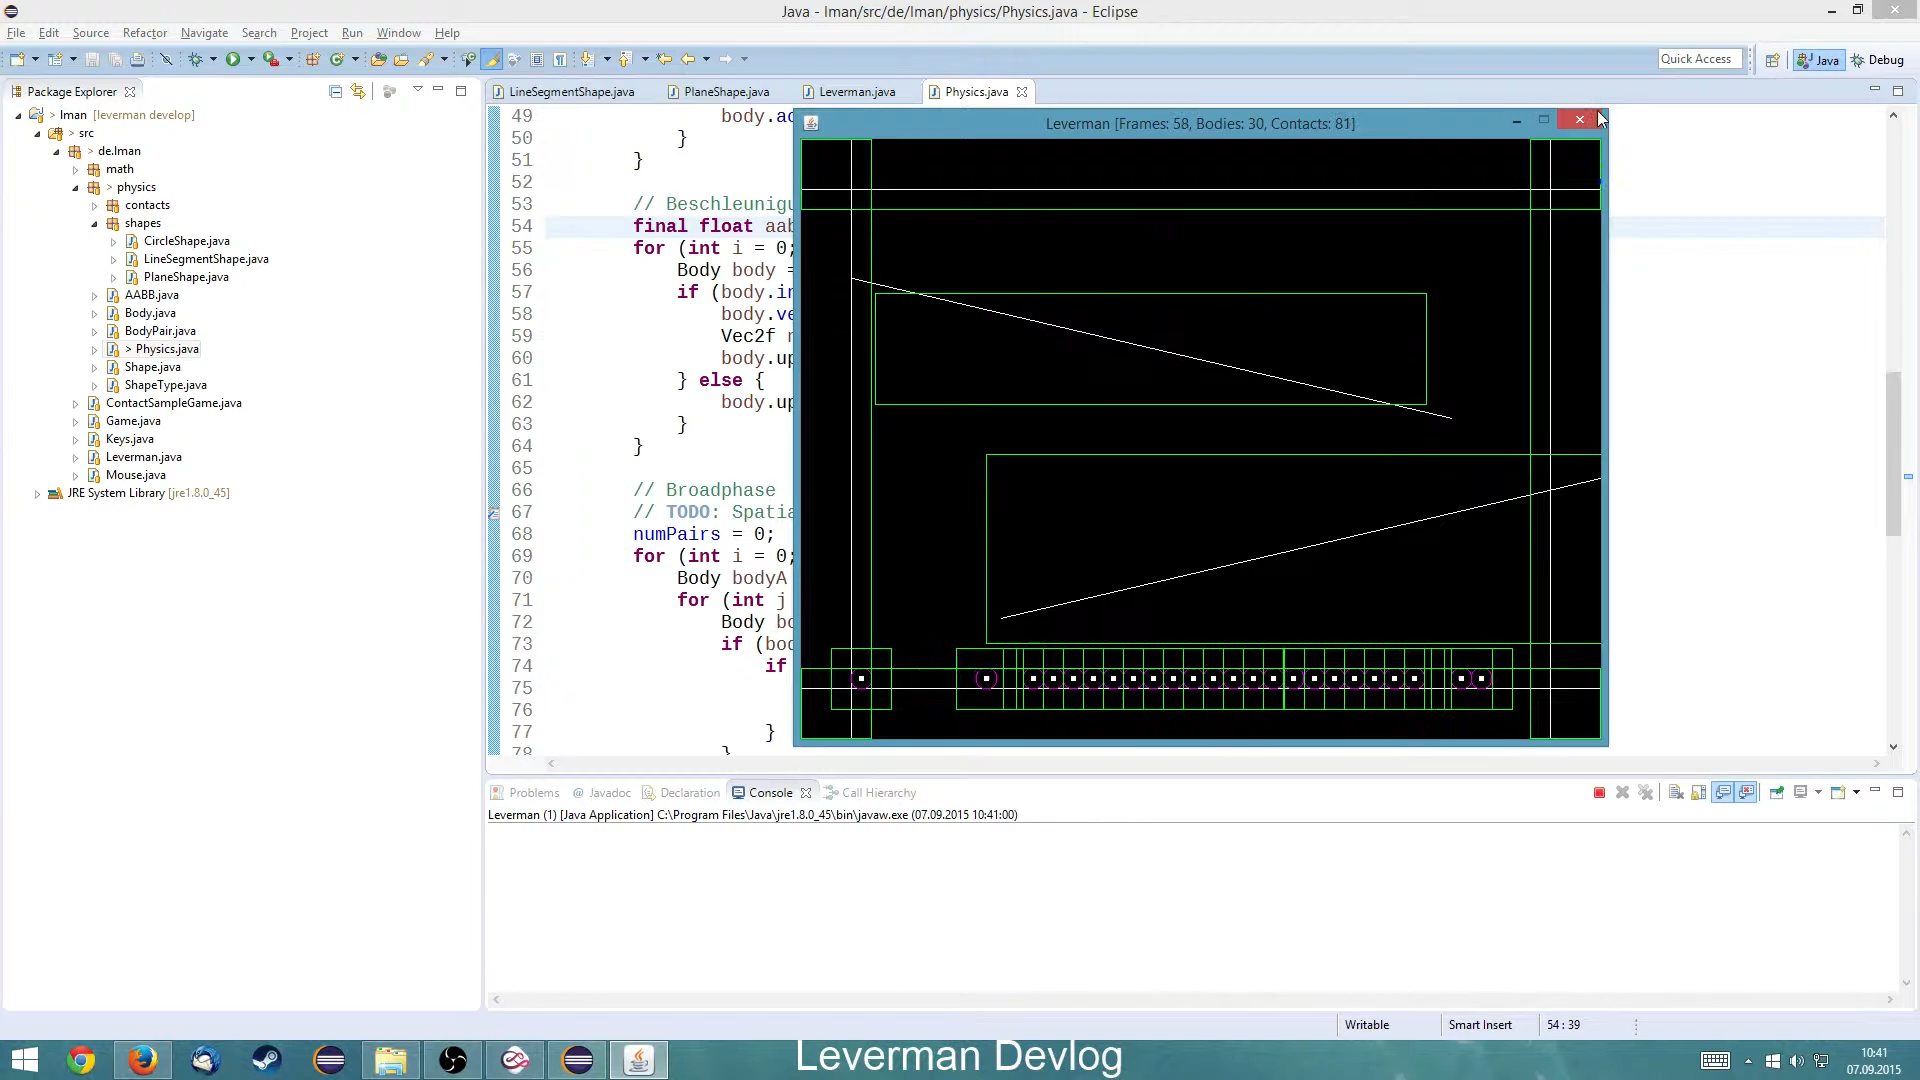 Java - lman/src/de/lman/physics/Physics.java - Eclipse
File Edit Source Refactor Navigate Search Project Run Window Help
Quick Access
Java
Debug
Package Explorer
LineSegmentShape.java
PlaneShape.java
Leverman.java
Physics.java
lman [leverman develop]
> src
> de.lman
math
> physics
contacts
shapes
CircleShape.java
LineSegmentShape.java
PlaneShape.java
AABB.java
Body.java
BodyPair.java
> Physics.java
Shape.java
ShapeType.java
ContactSampleGame.java
Game.java
Keys.java
Leverman.java
Mouse.java
JRE System Library [jre1.8.0_45]
49 body.ac
50 }
51 }
52
53 // Beschleunigu
54 final float aab
55 for (int i = 0;
56 Body body =
57 if (body.in
58 body.ve
59 Vec2f n
60 body.up
61 } else {
62 body.up
63 }
64 }
65
66 // Broadphase
67 // TODO: Spatia
68 numPairs = 0;
69 for (int i = 0;
70 Body bodyA
71 for (int j
72 Body bo
73 if (bod
74 if
75
76
77 }
78 }
Leverman [Frames: 58, Bodies: 30, Contacts: 81]
Problems
@ Javadoc
Declaration
Console
Call Hierarchy
Leverman (1) [Java Application] C:\Program Files\Java\jre1.8.0_45\bin\javaw.exe (07.09.2015 10:41:00)
Writable
Smart Insert
54 : 39
Leverman Devlog
10:41
07.09.2015